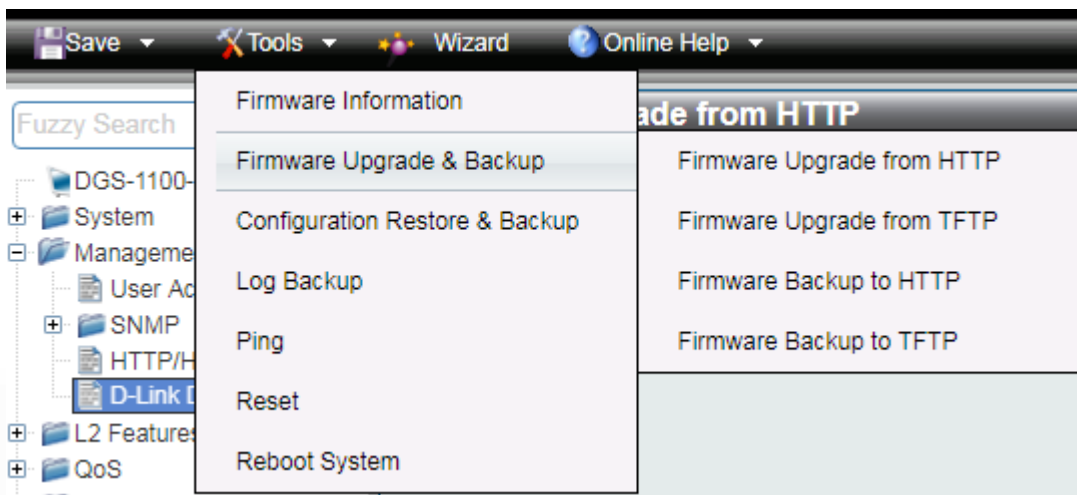 Save Tools Wizard Online Help
Fuzzy Search
DGS-1100-
System
Manageme
User Ac
SNMP
HTTP/H
D-Link D
L2 Features
QoS
Firmware Information
Firmware Upgrade & Backup
Configuration Restore & Backup
Log Backup
Ping
Reset
Reboot System
ade from HTTP
Firmware Upgrade from HTTP
Firmware Upgrade from TFTP
Firmware Backup to HTTP
Firmware Backup to TFTP